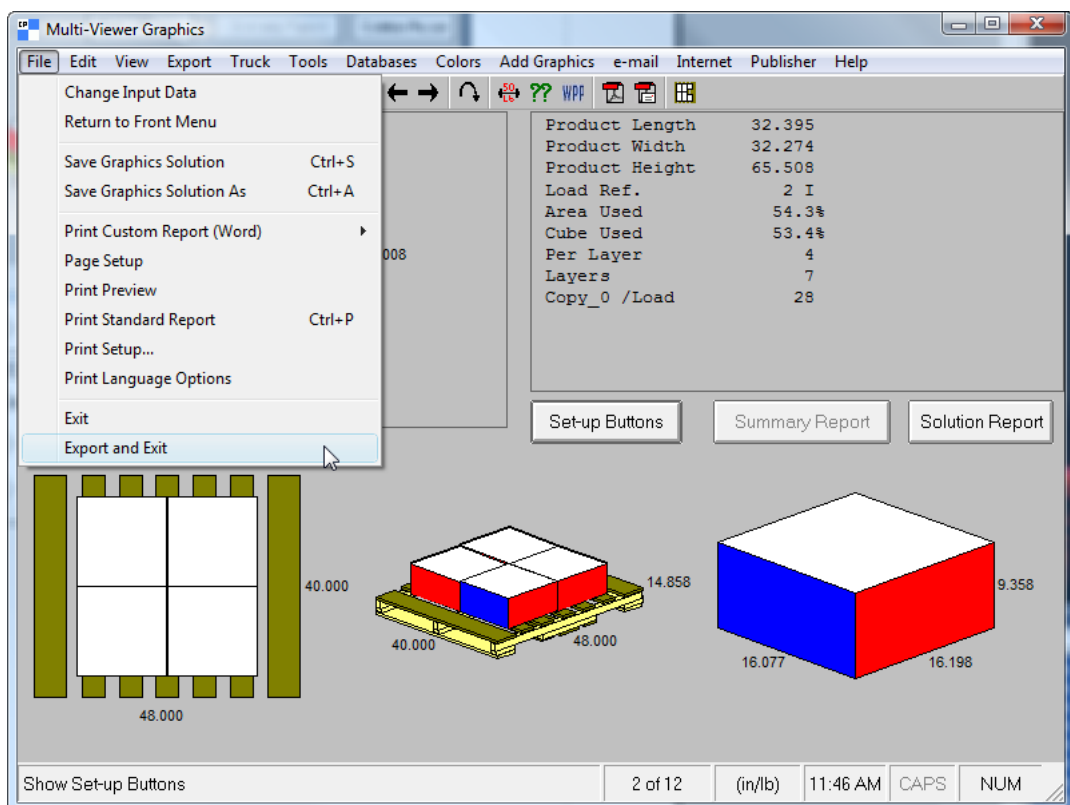 CP Multi-Viewer Graphics
File Edit View Export Truck Tools Databases Colors Add Graphics e-mail Internet Publisher Help
?? WPP
Change Input Data
Return to Front Menu
Save Graphics Solution Ctrl+S
Save Graphics Solution As Ctrl+A
Print Custom Report (Word)
Page Setup
Print Preview
Print Standard Report Ctrl+P
Print Setup...
Print Language Options
Exit
Export and Exit
008
Product Length 32.395
Product Width 32.274
Product Height 65.508
Load Ref. 2 I
Area Used 54.3%
Cube Used 53.4%
Per Layer 4
Layers 7
Copy_0 /Load 28
Set-up Buttons Summary Report Solution Report
40.000
48.000
14.858
40.000
48.000
9.358
16.077
16.198
Show Set-up Buttons 2 of 12 (in/lb) 11:46 AM CAPS NUM